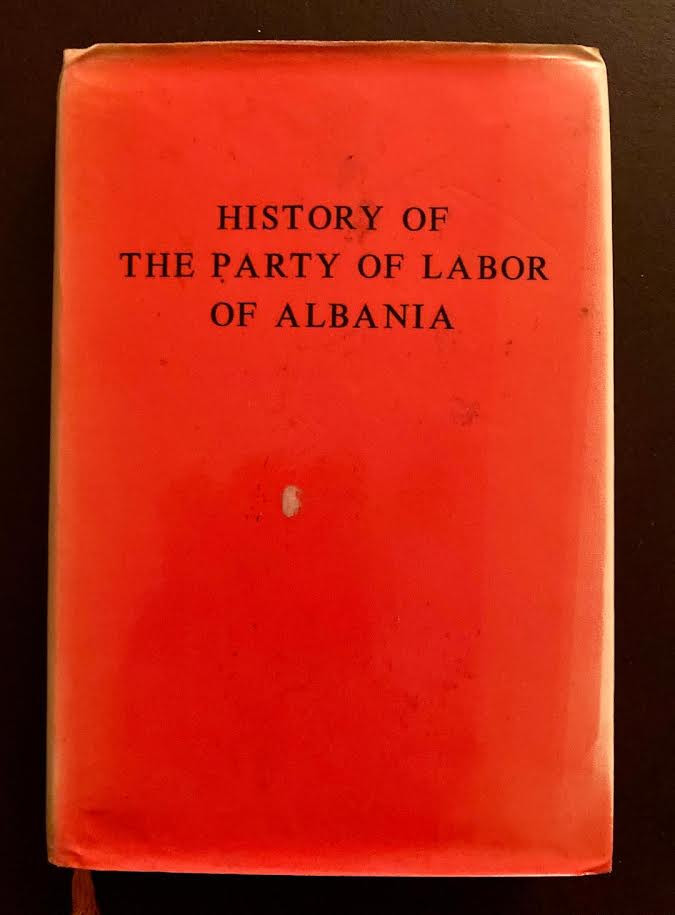 HISTORY OF
THE PARTY OF LABOR
OF ALBANIA